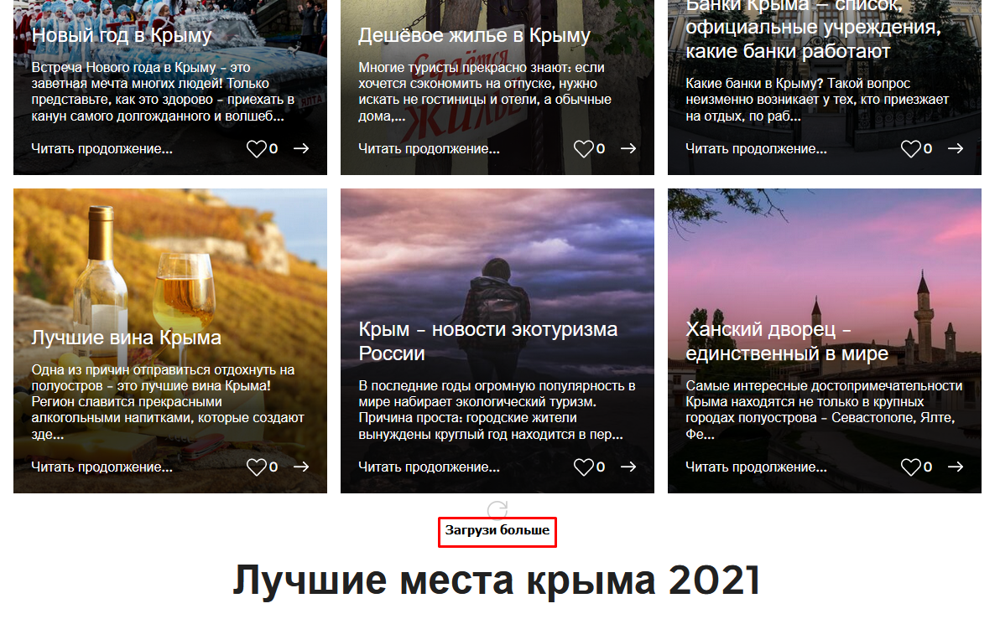 Новый год в Крыму
Встреча Нового года в Крыму - это
заветная мечта многих людей! Только
представьте, как это здорово - приехать в
канун самого долгожданного и волшеб...
Читать продолжение...
0
ЯЛТА
Дешёвое жилье в Крыму
Сдаётся
ЖИЛЬЁ
Многие туристы прекрасно знают: если
хочется сэкономить на отпуске, нужно
искать не гостиницы и отели, а обычные
дома,...
Читать продолжение...
0
Банки Крыма – список,
официальные учреждения,
какие банки работают
Какие банки в Крыму? Такой вопрос
неизменно возникает у тех, кто приезжает
на отдых, по раб...
Читать продолжение...
0
Лучшие вина Крыма
Одна из причин отправиться отдохнуть на
полуостров - это лучшие вина Крыма!
Регион славится прекрасными
алкогольными напитками, которые создают
зде...
Читать продолжение...
0
Крым - новости экотуризма
России
В последние годы огромную популярность в
мире набирает экологический туризм.
Причина проста: городские жители
вынуждены круглый год находится в пер...
Читать продолжение...
0
Ханский дворец -
единственный в мире
Самые интересные достопримечательности
Крыма находятся не только в крупных
городах полуострова - Севастополе, Ялте,
Фе...
Читать продолжение...
0
Загрузи больше
Лучшие места крыма 2021